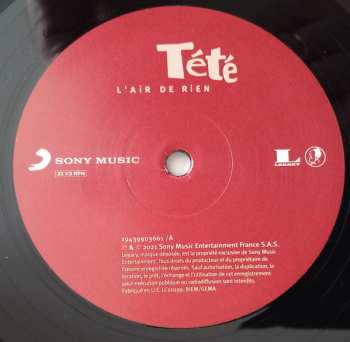 Tété
L'AiR DE RiEN
SONY MUSIC
33 1/3 RPM
L
LEGACY
19439903661 /A
℗ & © 2021 Sony Music Entertainment France S.A.S.
Legacy, marque déposée, est la propriété exclusive de Sony Music
Entertainment. Tous droits du producteur et du propriétaire de
l'œuvre enregistrée réservés. Sauf autorisation, la duplication, la
location, le prêt, l'échange et l'utilisation de cet enregistrement
pour exécution publique ou radiodiffusion sont interdits.
Fabriqué en U.E. BIEM/GEMA